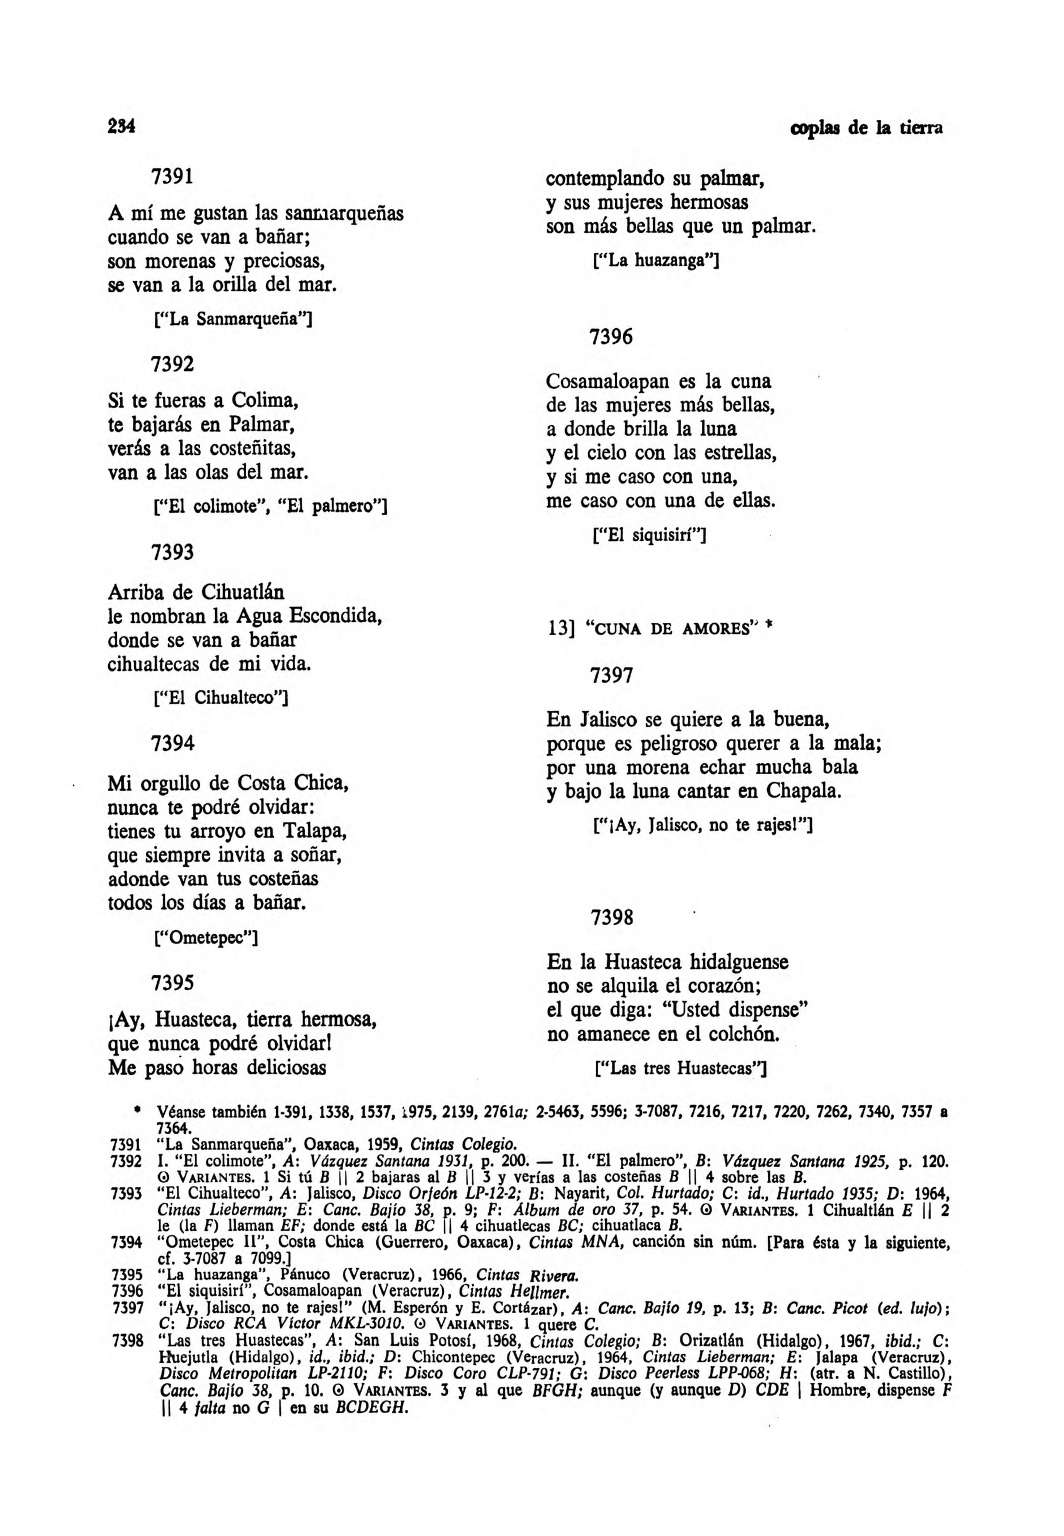 234
coplas de la tierra
7391
A mí me gustan las sanmarqueñas
cuando se van a bañar;
son morenas y preciosas,
se van a la orilla del mar.
["La Sanmarqueña"]
7392
Si te fueras a Colima,
te bajarás en Palmar,
verás a las costeñitas,
van a las olas del mar.
["El colimote", "El palmero"]
7393
Arriba de Cihuatlán
le nombran la Agua Escondida,
donde se van a bañar
cihualtecas de mi vida.
["El Cihualteco"]
7394
Mi orgullo de Costa Chica,
nunca te podré olvidar:
tienes tu arroyo en Talapa,
que siempre invita a soñar,
adonde van tus costeñas
todos los días a bañar.
["Ometepec"]
7395
¡Ay, Huasteca, tierra hermosa,
que nunca podré olvidar!
Me paso horas deliciosas
contemplando su palmar,
y sus mujeres hermosas
son más bellas que un palmar.
["La huazanga"]
7396
Cosamaloapan es la cuna
de las mujeres más bellas,
a donde brilla la luna
y el cielo con las estrellas,
y si me caso con una,
me caso con una de ellas.
["El siquisirí"]
13] "CUNA DE AMORES" *
7397
En Jalisco se quiere a la buena,
porque es peligroso querer a la mala;
por una morena echar mucha bala
y bajo la luna cantar en Chapala.
["¡Ay, Jalisco, no te rajes!"]
7398
En la Huasteca hidalguense
no se alquila el corazón;
el que diga: "Usted dispense"
no amanece en el colchón.
["Las tres Huastecas"]
* Véanse también 1-391, 1338, 1537, 1975, 2139, 2761a; 2-5463, 5596; 3-7087, 7216, 7217, 7220, 7262, 7340, 7357 a
7364.
7391 "La Sanmarqueña", Oaxaca, 1959, Cintas Colegio.
7392 I. "El colimote", A: Vázquez Santana 1931, p. 200. — II. "El palmero", B: Vázquez Santana 1925, p. 120.
⊙ VARIANTES. 1 Si tú B || 2 bajaras al B || 3 y verías a las costeñas B || 4 sobre las B.
7393 "El Cihualteco", A: Jalisco, Disco Orfeón LP-12-2; B: Nayarit, Col. Hurtado; C: id., Hurtado 1935; D: 1964,
Cintas Lieberman; E: Canc. Bajío 38, p. 9; F: Álbum de oro 37, p. 54. ⊙ VARIANTES. 1 Cihualtlán E || 2
le (la F) llaman EF; donde está la BC || 4 cihuatlecas BC; cihuatlaca B.
7394 "Ometepec II", Costa Chica (Guerrero, Oaxaca), Cintas MNA, canción sin núm. [Para ésta y la siguiente,
cf. 3-7087 a 7099.]
7395 "La huazanga", Pánuco (Veracruz), 1966, Cintas Rivera.
7396 "El siquisirí", Cosamaloapan (Veracruz), Cintas Hellmer.
7397 "¡Ay, Jalisco, no te rajes!" (M. Esperón y E. Cortázar), A: Canc. Bajío 19, p. 13; B: Canc. Picot (ed. lujo);
C: Disco RCA Victor MKL-3010. ⊙ VARIANTES. 1 quere C.
7398 "Las tres Huastecas", A: San Luis Potosí, 1968, Cintas Colegio; B: Orizatlán (Hidalgo), 1967, ibid.; C:
Huejutla (Hidalgo), id., ibid.; D: Chicontepec (Veracruz), 1964, Cintas Lieberman; E: Jalapa (Veracruz),
Disco Metropolitan LP-2110; F: Disco Coro CLP-791; G: Disco Peerless LPP-068; H: (atr. a N. Castillo),
Canc. Bajío 38, p. 10. ⊙ VARIANTES. 3 y al que BFGH; aunque (y aunque D) CDE | Hombre, dispense F
|| 4 falta no G | en su BCDEGH.